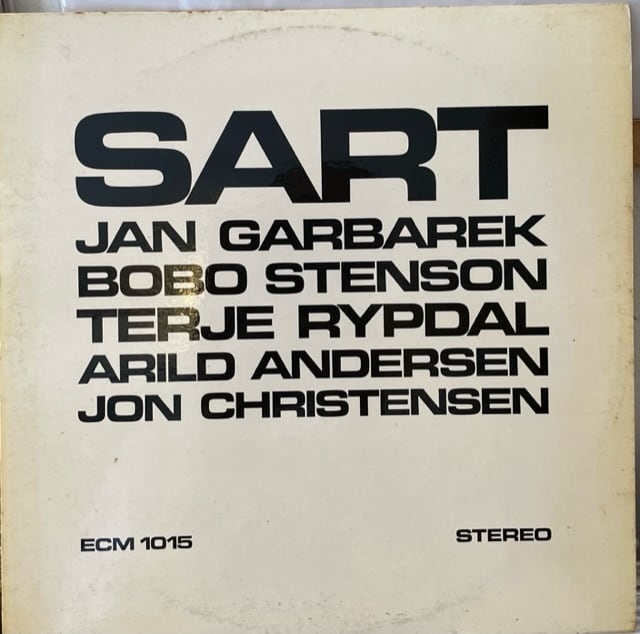 SART
JAN GARBAREK
BOBO STENSON
TERJE RYPDAL
ARILD ANDERSEN
JON CHRISTENSEN
ECM 1015 STEREO